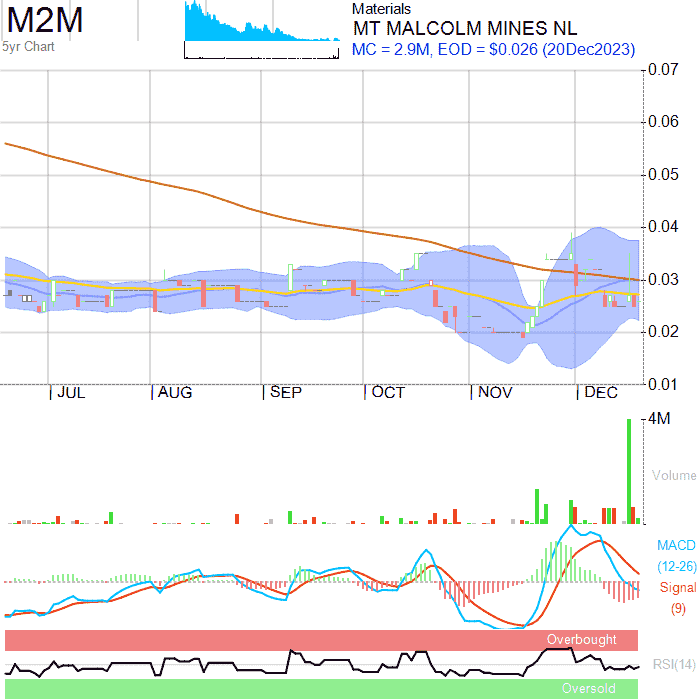 M2M
5yr Chart
Materials
MT MALCOLM MINES NL
MC = 2.9M, EOD = $0.026 (20Dec2023)
0.07
0.06
0.05
0.04
0.03
0.02
0.01
JUL AUG SEP OCT NOV DEC
4M
Volume
MACD
(12-26)
Signal
(9)
Overbought
RSI(14)
Oversold